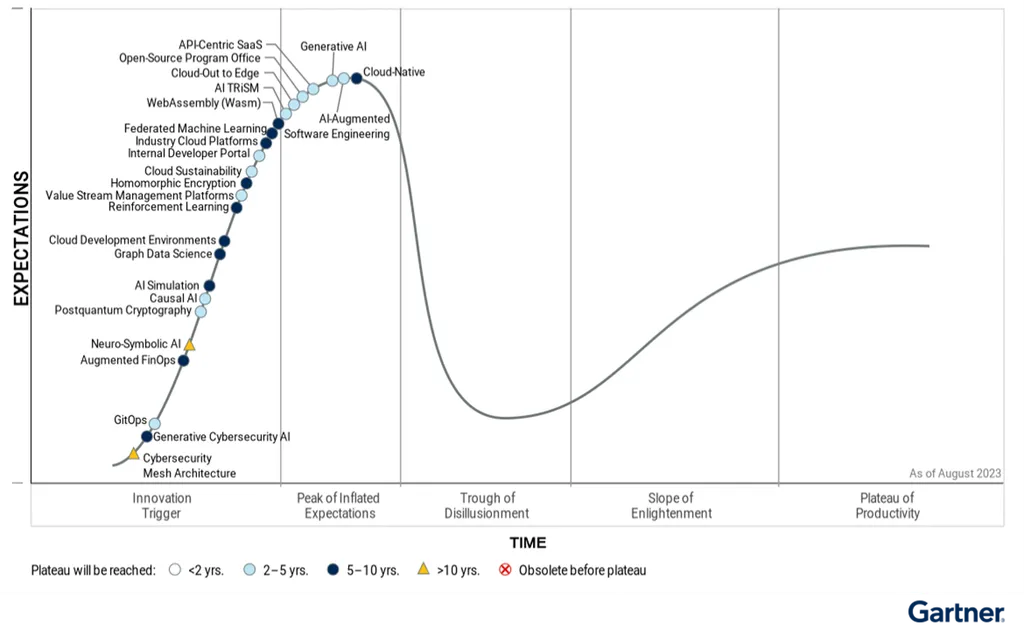 EXPECTATIONS
API-Centric SaaS
Generative AI
Open-Source Program Office
Cloud-Out to Edge
Cloud-Native
AI TRiSM
WebAssembly (Wasm)
AI-Augmented
Software Engineering
Federated Machine Learning
Industry Cloud Platforms
Internal Developer Portal
Cloud Sustainability
Homomorphic Encryption
Value Stream Management Platforms
Reinforcement Learning
Cloud Development Environments
Graph Data Science
AI Simulation
Causal AI
Postquantum Cryptography
Neuro-Symbolic AI
Augmented FinOps
GitOps
Generative Cybersecurity AI
Cybersecurity
Mesh Architecture
As of August 2023
Innovation
Trigger
Peak of Inflated
Expectations
Trough of
Disillusionment
Slope of
Enlightenment
Plateau of
Productivity
TIME
Plateau will be reached: <2 yrs. 2–5 yrs. 5–10 yrs. >10 yrs. Obsolete before plateau
Gartner